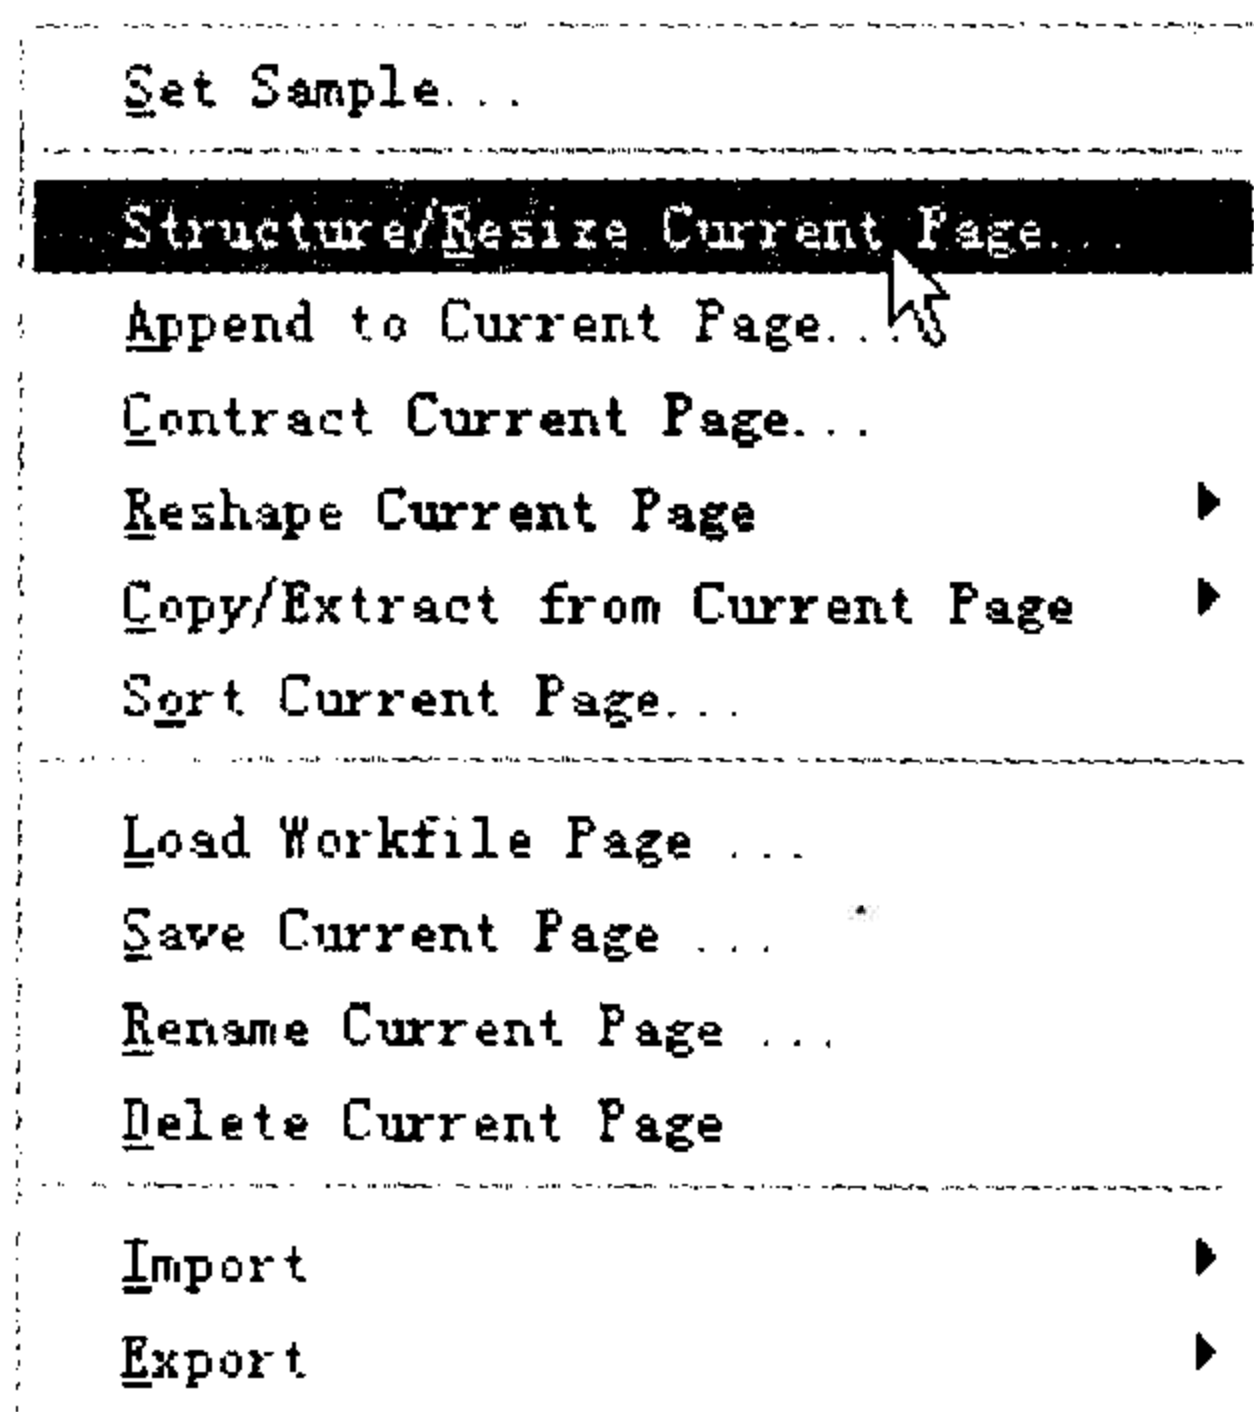 Set Sample...
Structure/Resize Current Page...
Append to Current Page...
Contract Current Page...
Reshape Current Page
Copy/Extract from Current Page
Sort Current Page...
Load Workfile Page ...
Save Current Page ...
Rename Current Page ...
Delete Current Page
Import
Export